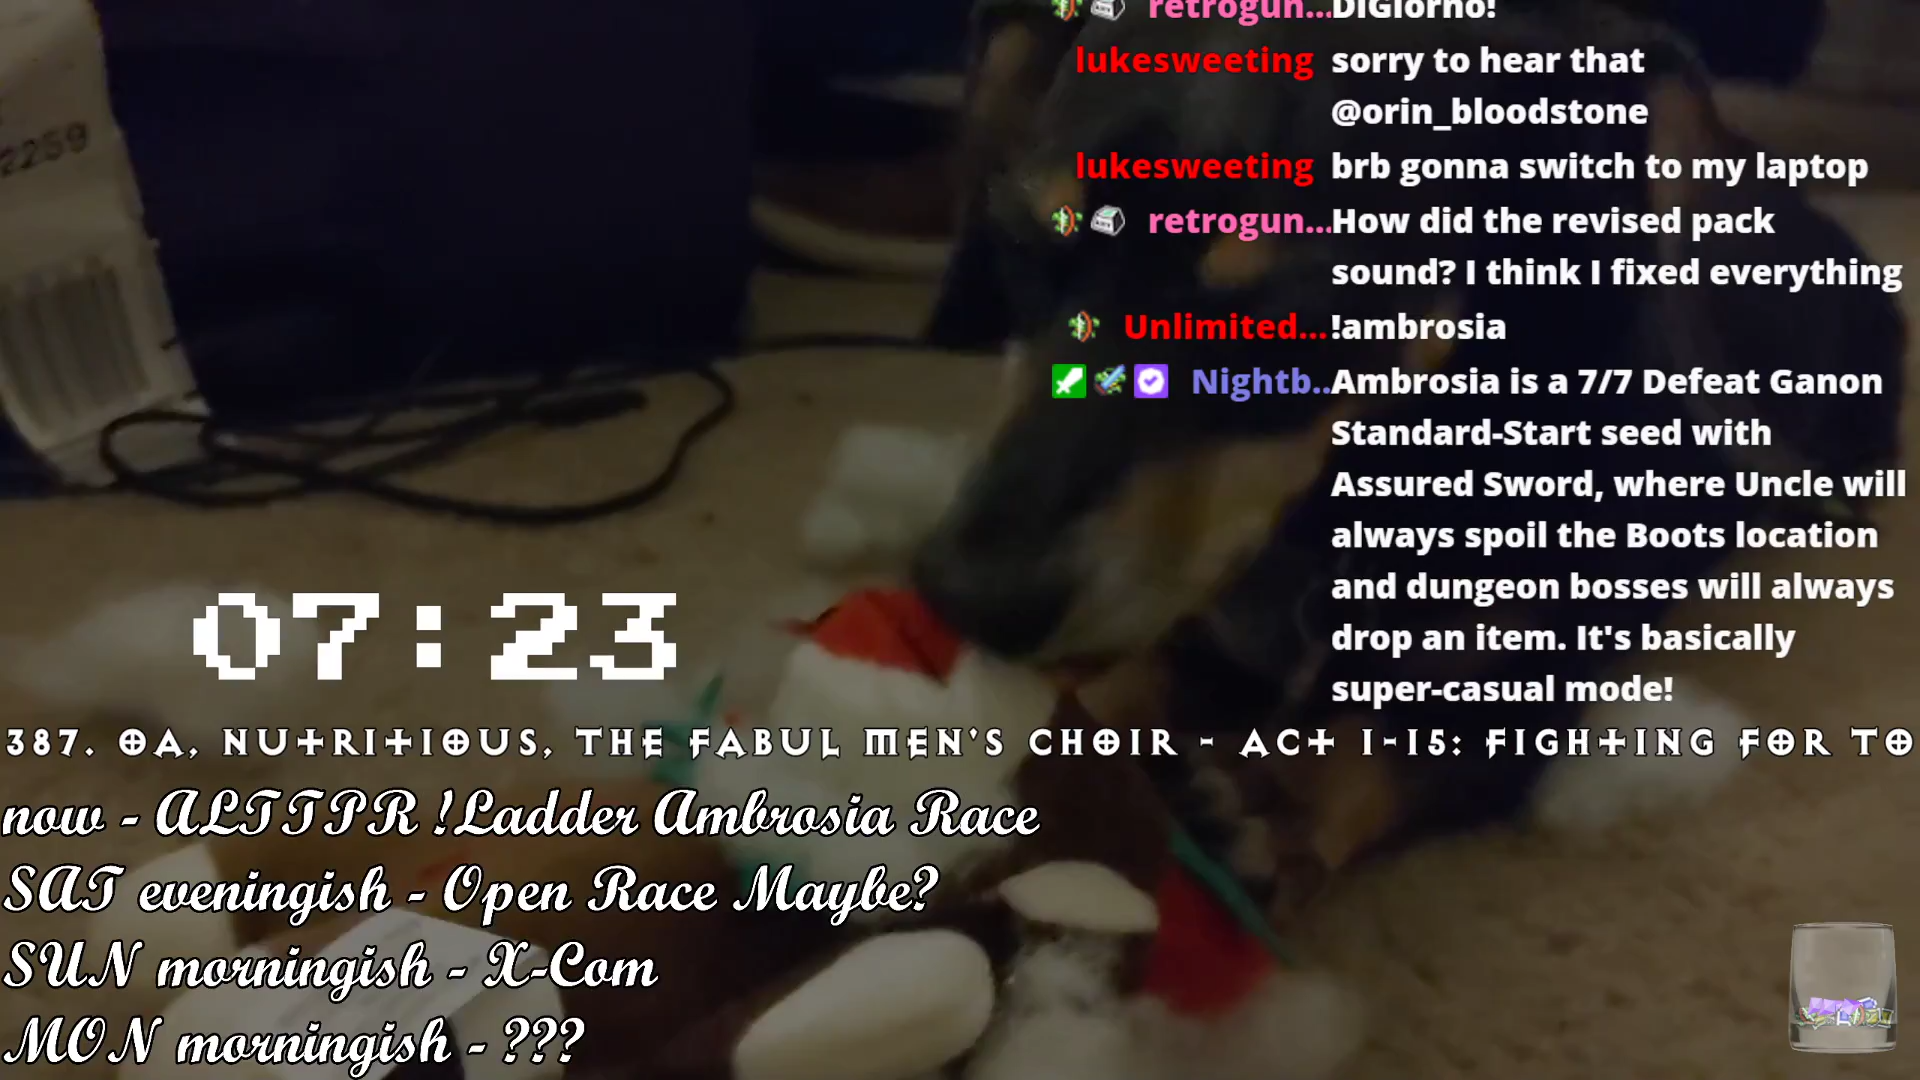 retrogun...DiGiorno!
lukesweeting sorry to hear that
@orin_bloodstone
lukesweeting brb gonna switch to my laptop
retrogun...How did the revised pack
sound? I think I fixed everything
Unlimited...!ambrosia
Nightb..Ambrosia is a 7/7 Defeat Ganon
Standard-Start seed with
Assured Sword, where Uncle will
always spoil the Boots location
and dungeon bosses will always
drop an item. It's basically
super-casual mode!
2259
07:23
387. OA, NUTRITIOUS, THE FABUL MEN'S CHOIR - ACT I-15: FIGHTING FOR TO
now - ALTTPR !Ladder Ambrosia Race
SAT eveningish - Open Race Maybe?
SUN morningish - X-Com
MON morningish - ???